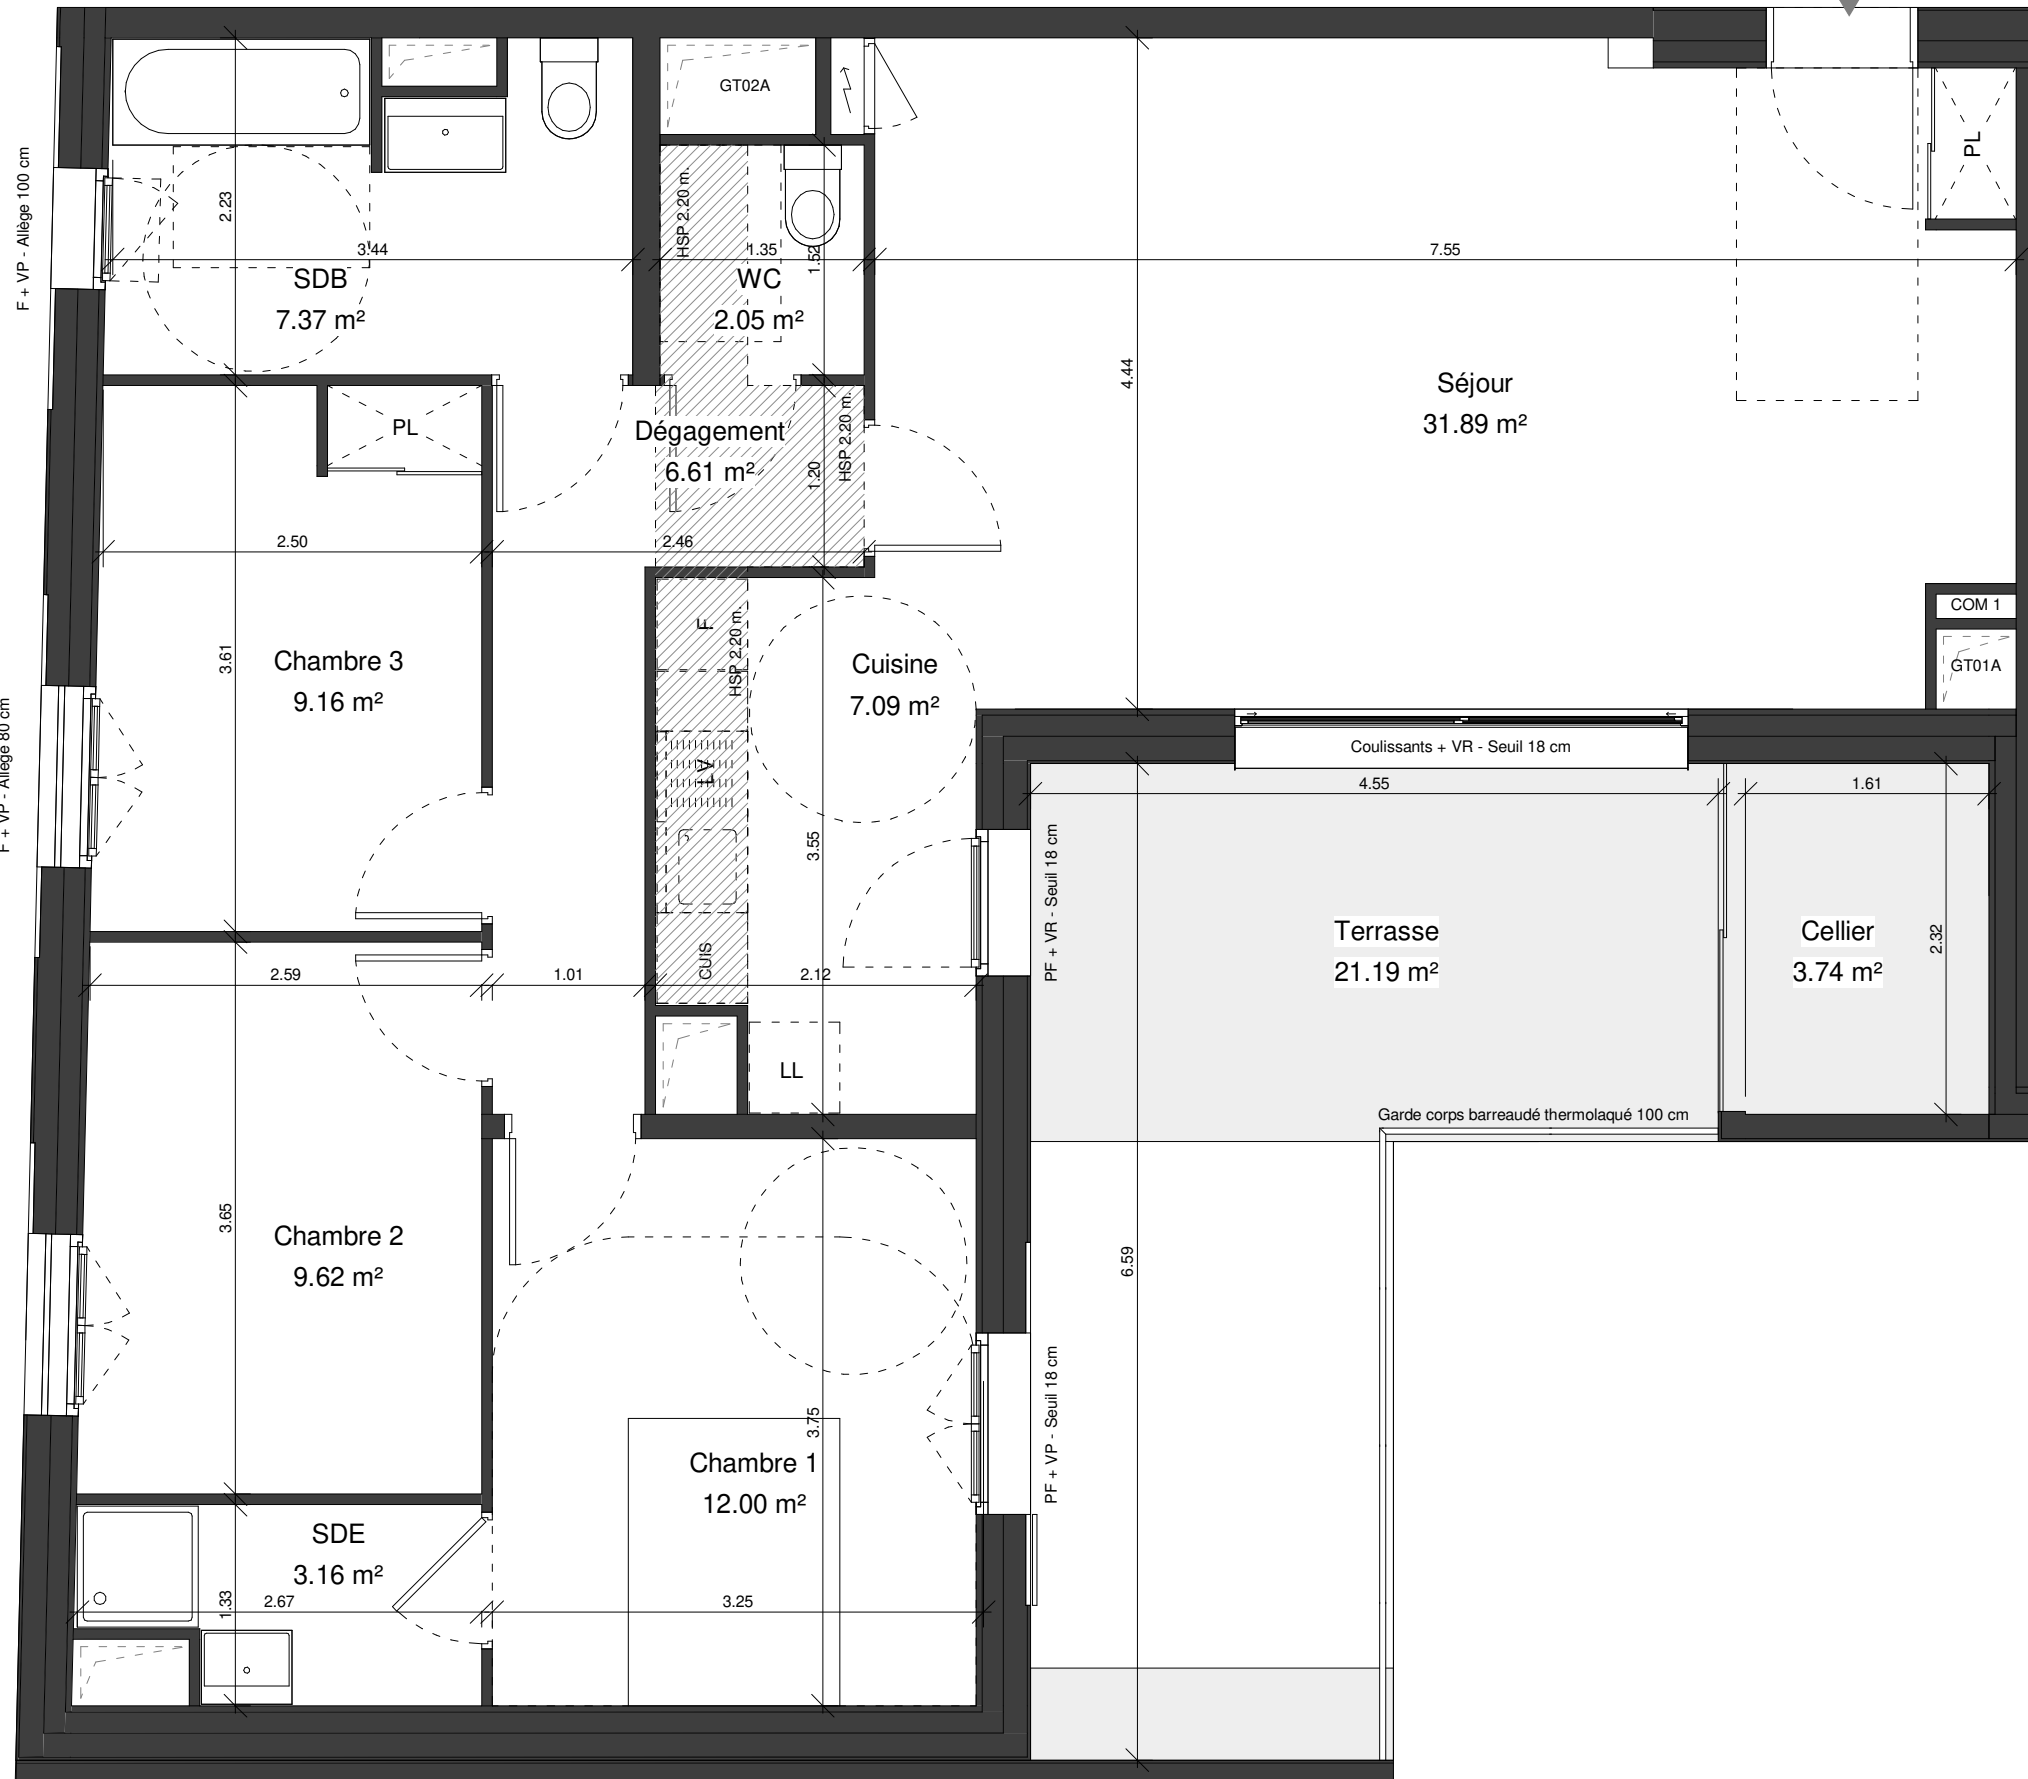 GT02A
PL
F + VP - Allège 100 cm
2.23
HSP 2.20 m.
3.44
1.35
1.52
7.55
SDB
7.37 m²
WC
2.05 m²
4.44
Séjour
31.89 m²
PL
Dégagement
6.61 m²
HSP 2.20 m.
1.20
2.50
2.46
COM 1
GT01A
F
HSP 2.20 m.
3.61
Chambre 3
9.16 m²
Cuisine
7.09 m²
F + VP - Allège 80 cm
LV
Coulissants + VR - Seuil 18 cm
4.55
1.61
3.55
PF + VR - Seuil 18 cm
Terrasse
21.19 m²
Cellier
3.74 m²
2.32
CUIS
2.59
1.01
2.12
LL
Garde corps barreaudé thermolaqué 100 cm
3.65
Chambre 2
9.62 m²
6.59
3.75
PF + VP - Seuil 18 cm
Chambre 1
12.00 m²
SDE
3.16 m²
1.33
2.67
3.25